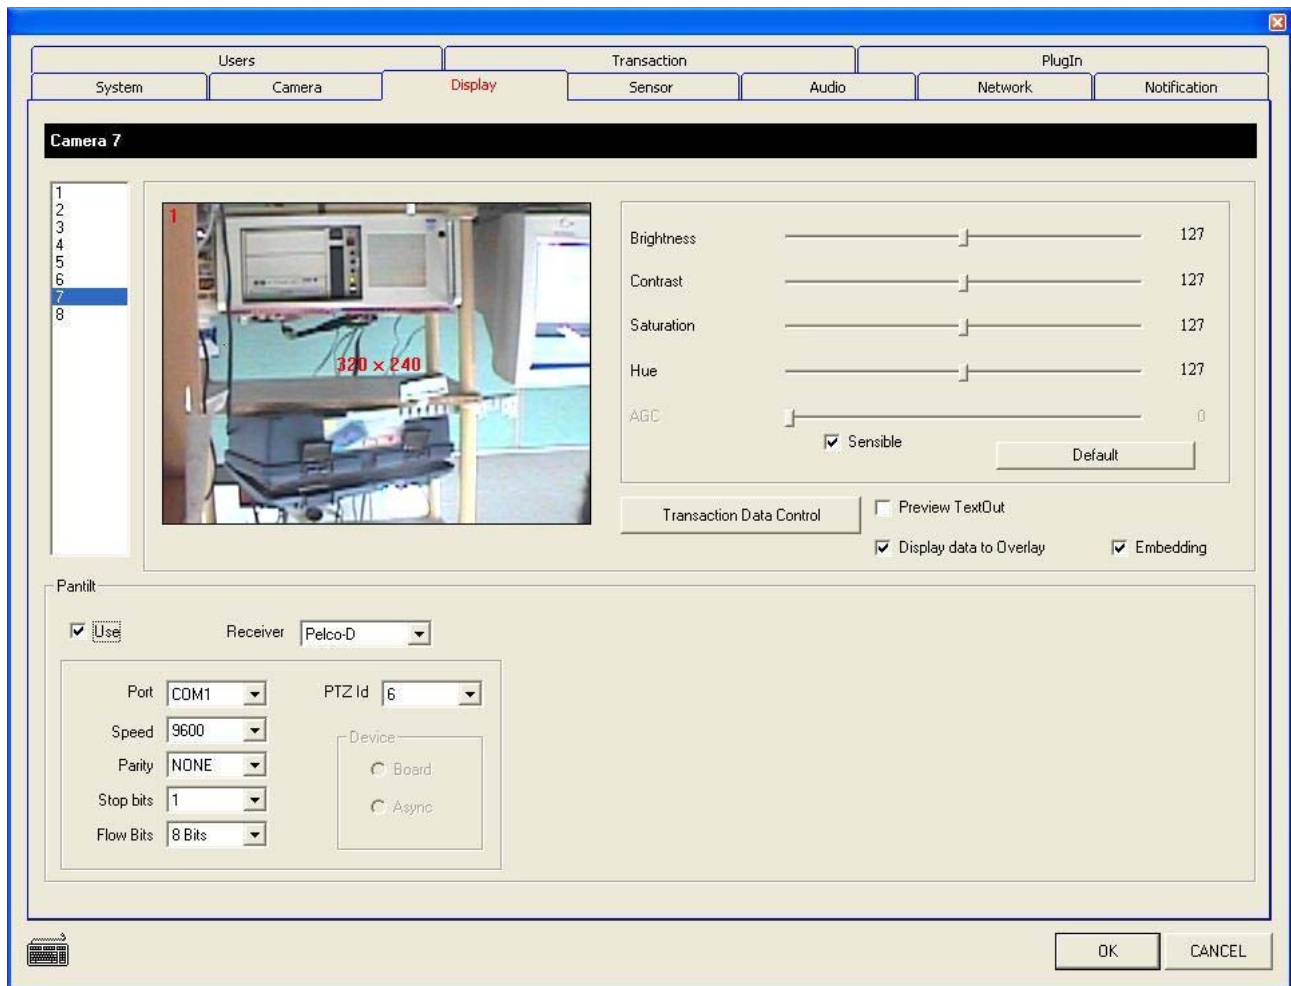 Users Transaction PlugIn
System Camera Display Sensor Audio Network Notification
Camera 7
1
2
3
4
5
6
7
8
1
320 × 240
Brightness 127
Contrast 127
Saturation 127
Hue 127
AGC 0
Sensible
Default
Transaction Data Control
Preview TextOut
Display data to Overlay
Embedding
Pantilt
Use
Receiver Pelco-D
Port COM1
PTZ Id 6
Speed 9600
Device
Parity NONE
Board
Stop bits 1
Async
Flow Bits 8 Bits
OK CANCEL